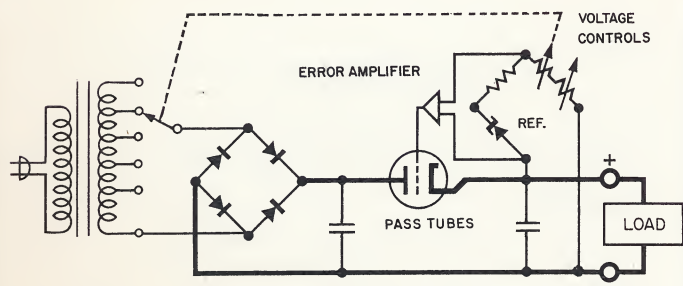 VOLTAGE
CONTROLS
ERROR AMPLIFIER
REF.
+
PASS TUBES
LOAD